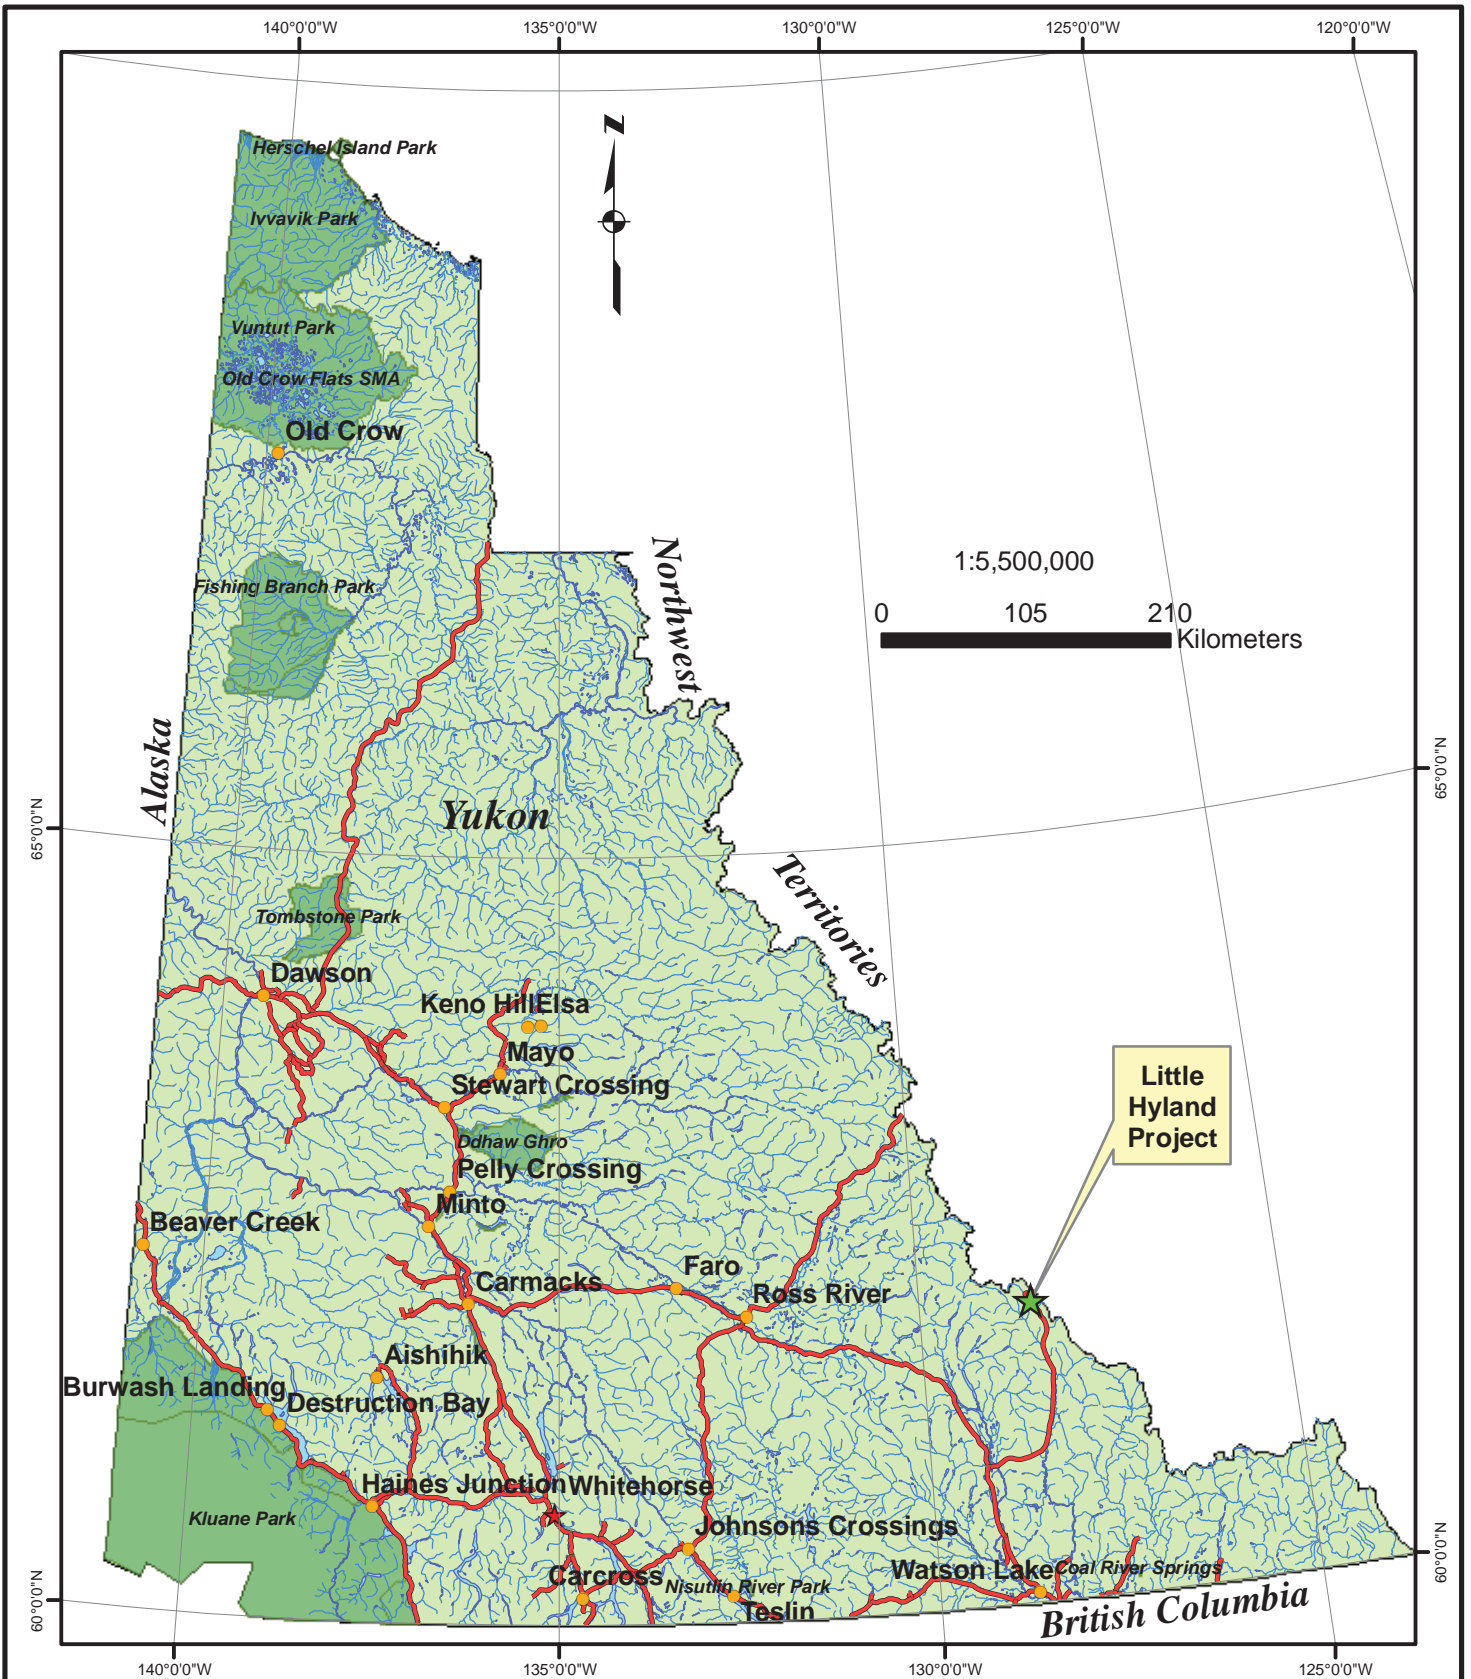 140°0'0"W
135°0'0"W
130°0'0"W
125°0'0"W
120°0'0"W
N
Herschel Island Park
Ivvavik Park
Vuntut Park
Old Crow Flats SMA
Old Crow
Northwest
1:5,500,000
Fishing Branch Park
0 105 210
Kilometers
Alaska
65°0'0"N
Yukon
65°0'0"N
Territories
Tombstone Park
Dawson
Keno Hill
Elsa
Mayo
Stewart Crossing
Little
Hyland
Project
Ddhaw Ghro
Pelly Crossing
Minto
Beaver Creek
Faro
Carmacks
Ross River
Aishihik
Burwash Landing
Destruction Bay
Haines Junction
Whitehorse
Kluane Park
Johnsons Crossings
Watson Lake
Coal River Springs
Carcross
Nisutlin River Park
Teslin
British Columbia
60°0'0"N
60°0'0"N
140°0'0"W
135°0'0"W
130°0'0"W
125°0'0"W